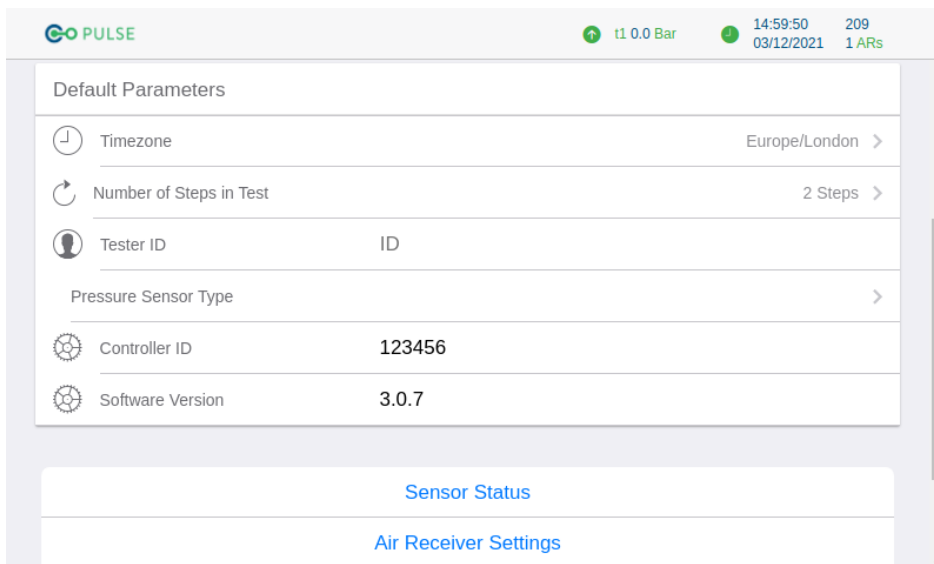 GO PULSE
t1 0.0 Bar
14:59:50
03/12/2021
209
1 ARs
Default Parameters
Timezone Europe/London
Number of Steps in Test 2 Steps
Tester ID ID
Pressure Sensor Type
Controller ID 123456
Software Version 3.0.7
Sensor Status
Air Receiver Settings